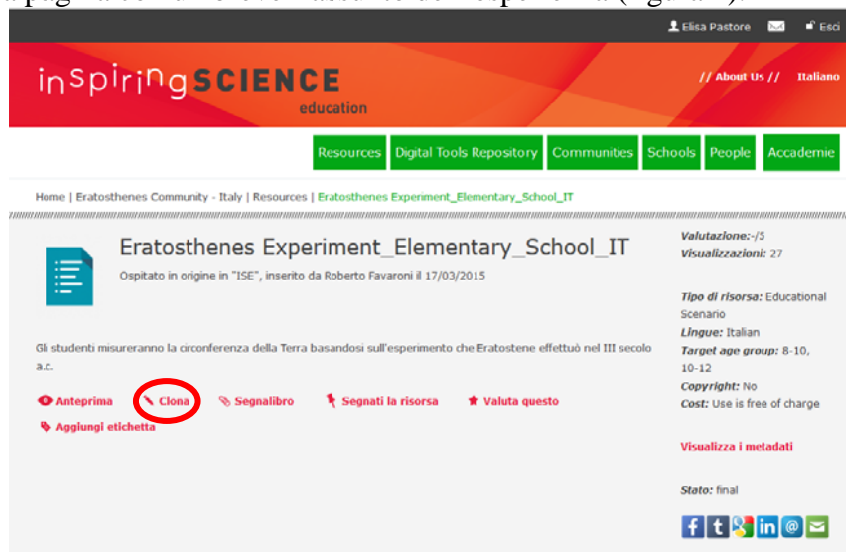 Elisa Pastore Esci
inspiring SCIENCE
education
// About Us // Italiano
Resources Digital Tools Repository Communities Schools People Accademie
Home | Eratosthenes Community - Italy | Resources | Eratosthenes Experiment_Elementary_School_IT
Eratosthenes Experiment_Elementary_School_IT
Ospitato in origine in "ISE", inserito da Roberto Favaroni il 17/03/2015
Gli studenti misureranno la circonferenza della Terra basandosi sull'esperimento che Eratostene effettuò nel III secolo
a.c.
Anteprima Clona Segnalibro Segnati la risorsa Valuta questo
Aggiungi etichetta
Valutazione:-/5
Visualizzazioni: 27
Tipo di risorsa: Educational
Scenario
Lingue: Italian
Target age group: 8-10,
10-12
Copyright: No
Cost: Use is free of charge
Visualizza i metadati
Stato: final
f t g in @